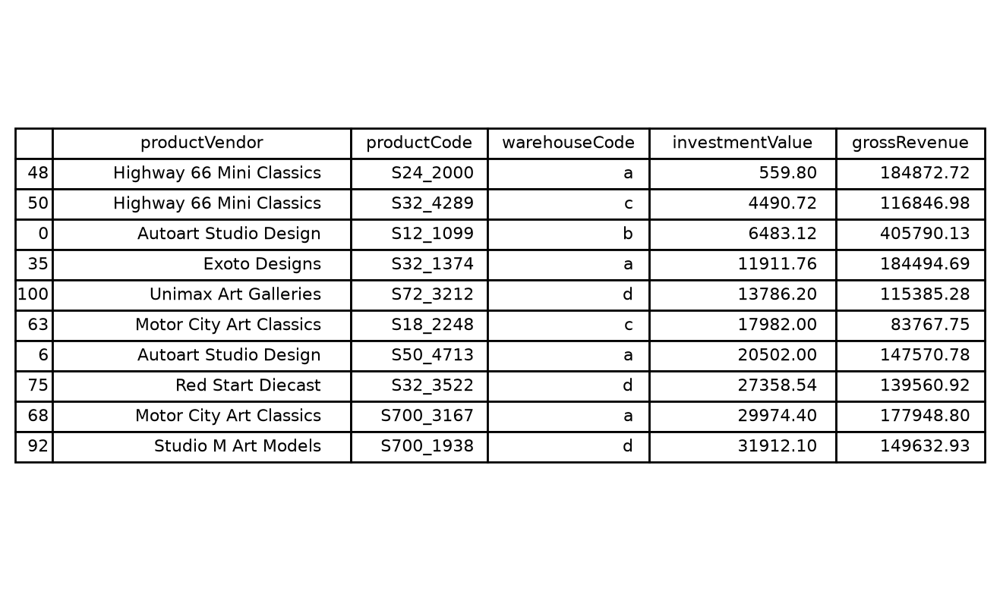 productVendor productCode warehouseCode investmentValue grossRevenue
48 Highway 66 Mini Classics S24_2000 a 559.80 184872.72
50 Highway 66 Mini Classics S32_4289 c 4490.72 116846.98
0 Autoart Studio Design S12_1099 b 6483.12 405790.13
35 Exoto Designs S32_1374 a 11911.76 184494.69
100 Unimax Art Galleries S72_3212 d 13786.20 115385.28
63 Motor City Art Classics S18_2248 c 17982.00 83767.75
6 Autoart Studio Design S50_4713 a 20502.00 147570.78
75 Red Start Diecast S32_3522 d 27358.54 139560.92
68 Motor City Art Classics S700_3167 a 29974.40 177948.80
92 Studio M Art Models S700_1938 d 31912.10 149632.93